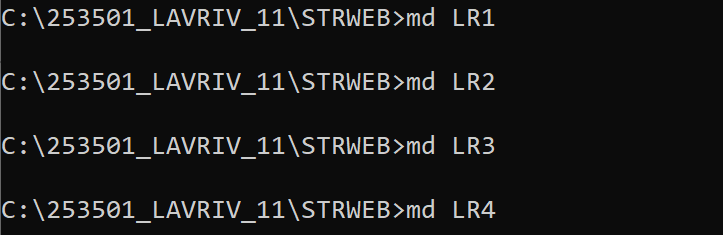 C:\253501_LAVRIV_11\STRWEB>md LR1
C:\253501_LAVRIV_11\STRWEB>md LR2
C:\253501_LAVRIV_11\STRWEB>md LR3
C:\253501_LAVRIV_11\STRWEB>md LR4